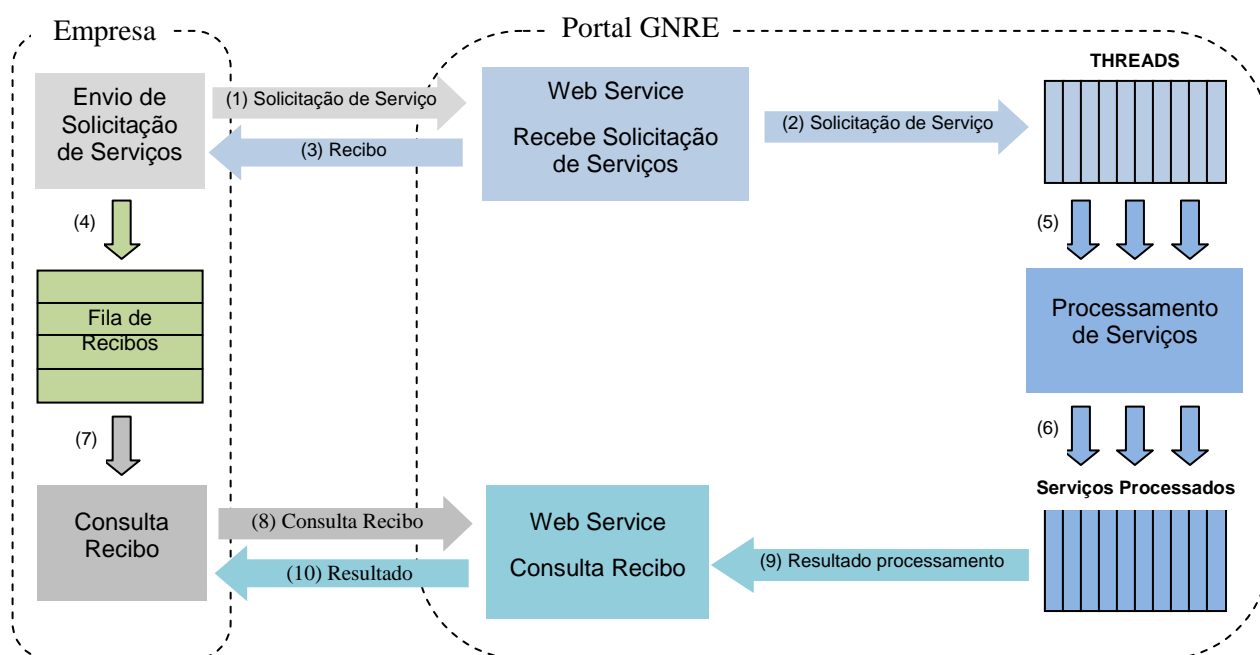 Empresa
Portal GNRE
THREADS
Envio de
Solicitação
de Serviços
(1) Solicitação de Serviço
(3) Recibo
Web Service
Recebe Solicitação
de Serviços
(2) Solicitação de Serviço
(4)
(5)
Fila de
Recibos
Processamento
de Serviços
(7)
(6)
Serviços Processados
Consulta
Recibo
(8) Consulta Recibo
(10) Resultado
Web Service
Consulta Recibo
(9) Resultado processamento